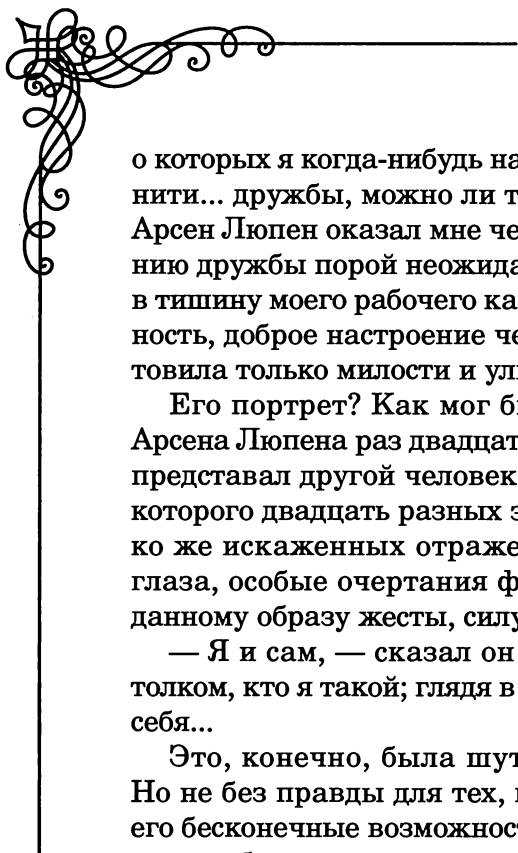 о которых я когда-нибудь на
нити... дружбы, можно ли т
Арсен Люпен оказал мне че
нию дружбы порой неожида
в тишину моего рабочего ка
ность, доброе настроение че
товила только милости и ул
Его портрет? Как мог б
Арсена Люпена раз двадцат
представал другой человек
которого двадцать разных з
ко же искаженных отраже
глаза, особые очертания ф
данному образу жесты, силу
— Я и сам, — сказал он
толком, кто я такой; глядя в
себя...
Это, конечно, была шут
Но не без правды для тех,
его бесконечные возможнос